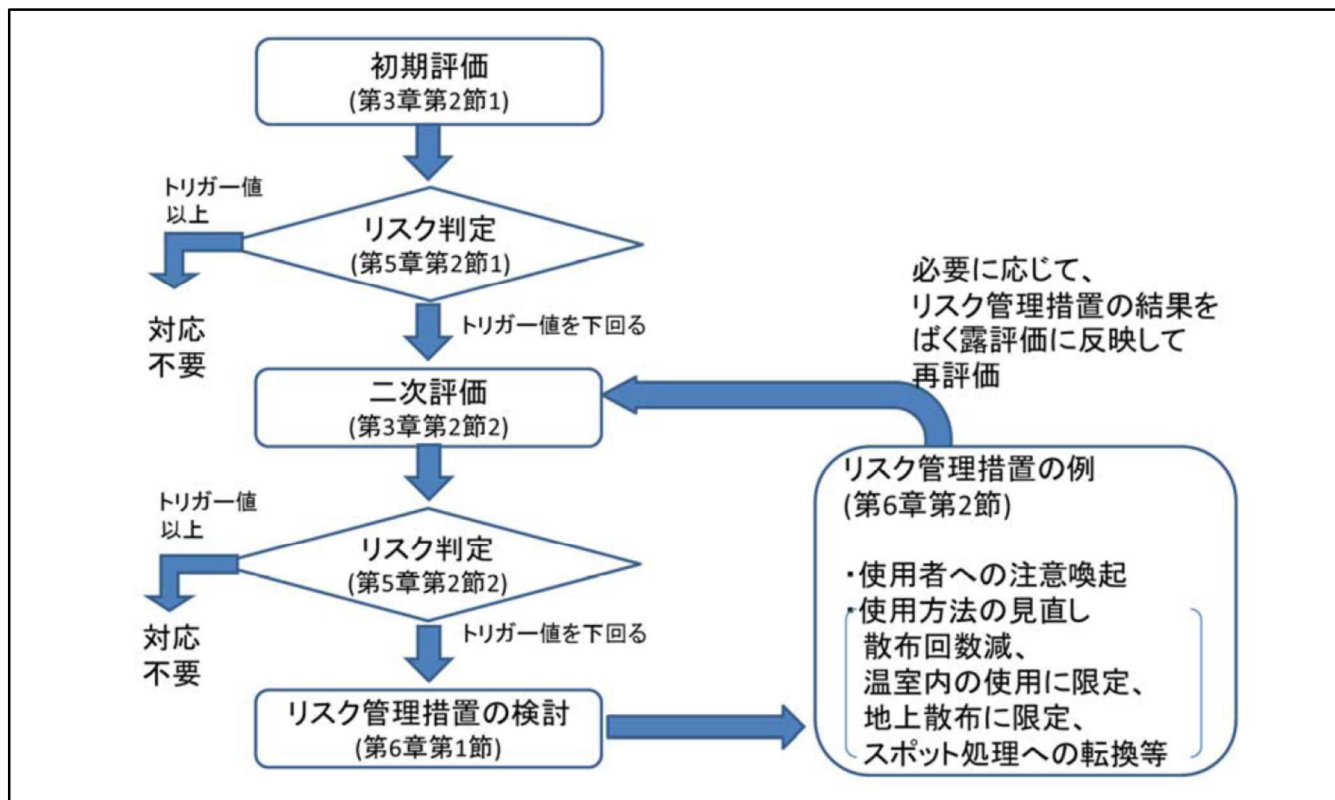 初期評価
(第3章第2節1)
トリガー値
以上
リスク判定
(第5章第2節1)
対応
不要
トリガー値を下回る
二次評価
(第3章第2節2)
トリガー値
以上
リスク判定
(第5章第2節2)
対応
不要
トリガー値を下回る
リスク管理措置の検討
(第6章第1節)
必要に応じて、
リスク管理措置の結果を
ばく露評価に反映して
再評価
リスク管理措置の例
(第6章第2節)
・使用者への注意喚起
・使用方法の見直し
散布回数減、
温室内の使用に限定、
地上散布に限定、
スポット処理への転換等